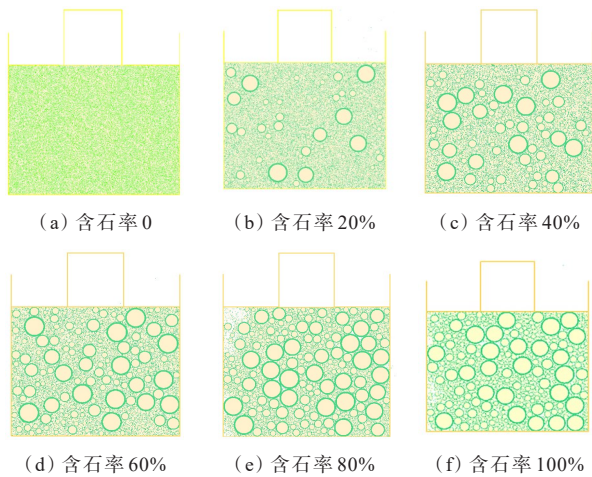 (a) 含石率 0
(b) 含石率 20%
(c) 含石率 40%
(d) 含石率 60%
(e) 含石率 80%
(f) 含石率 100%